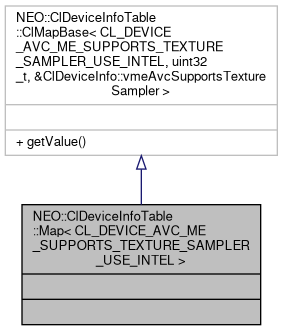 NEO::ClDeviceInfoTable
::ClMapBase< CL_DEVICE
_AVC_ME_SUPPORTS_TEXTURE
_SAMPLER_USE_INTEL, uint32
_t, &ClDeviceInfo::vmeAvcSupportsTexture
Sampler >
+ getValue()
NEO::ClDeviceInfoTable
::Map< CL_DEVICE_AVC_ME
_SUPPORTS_TEXTURE_SAMPLER
_USE_INTEL >